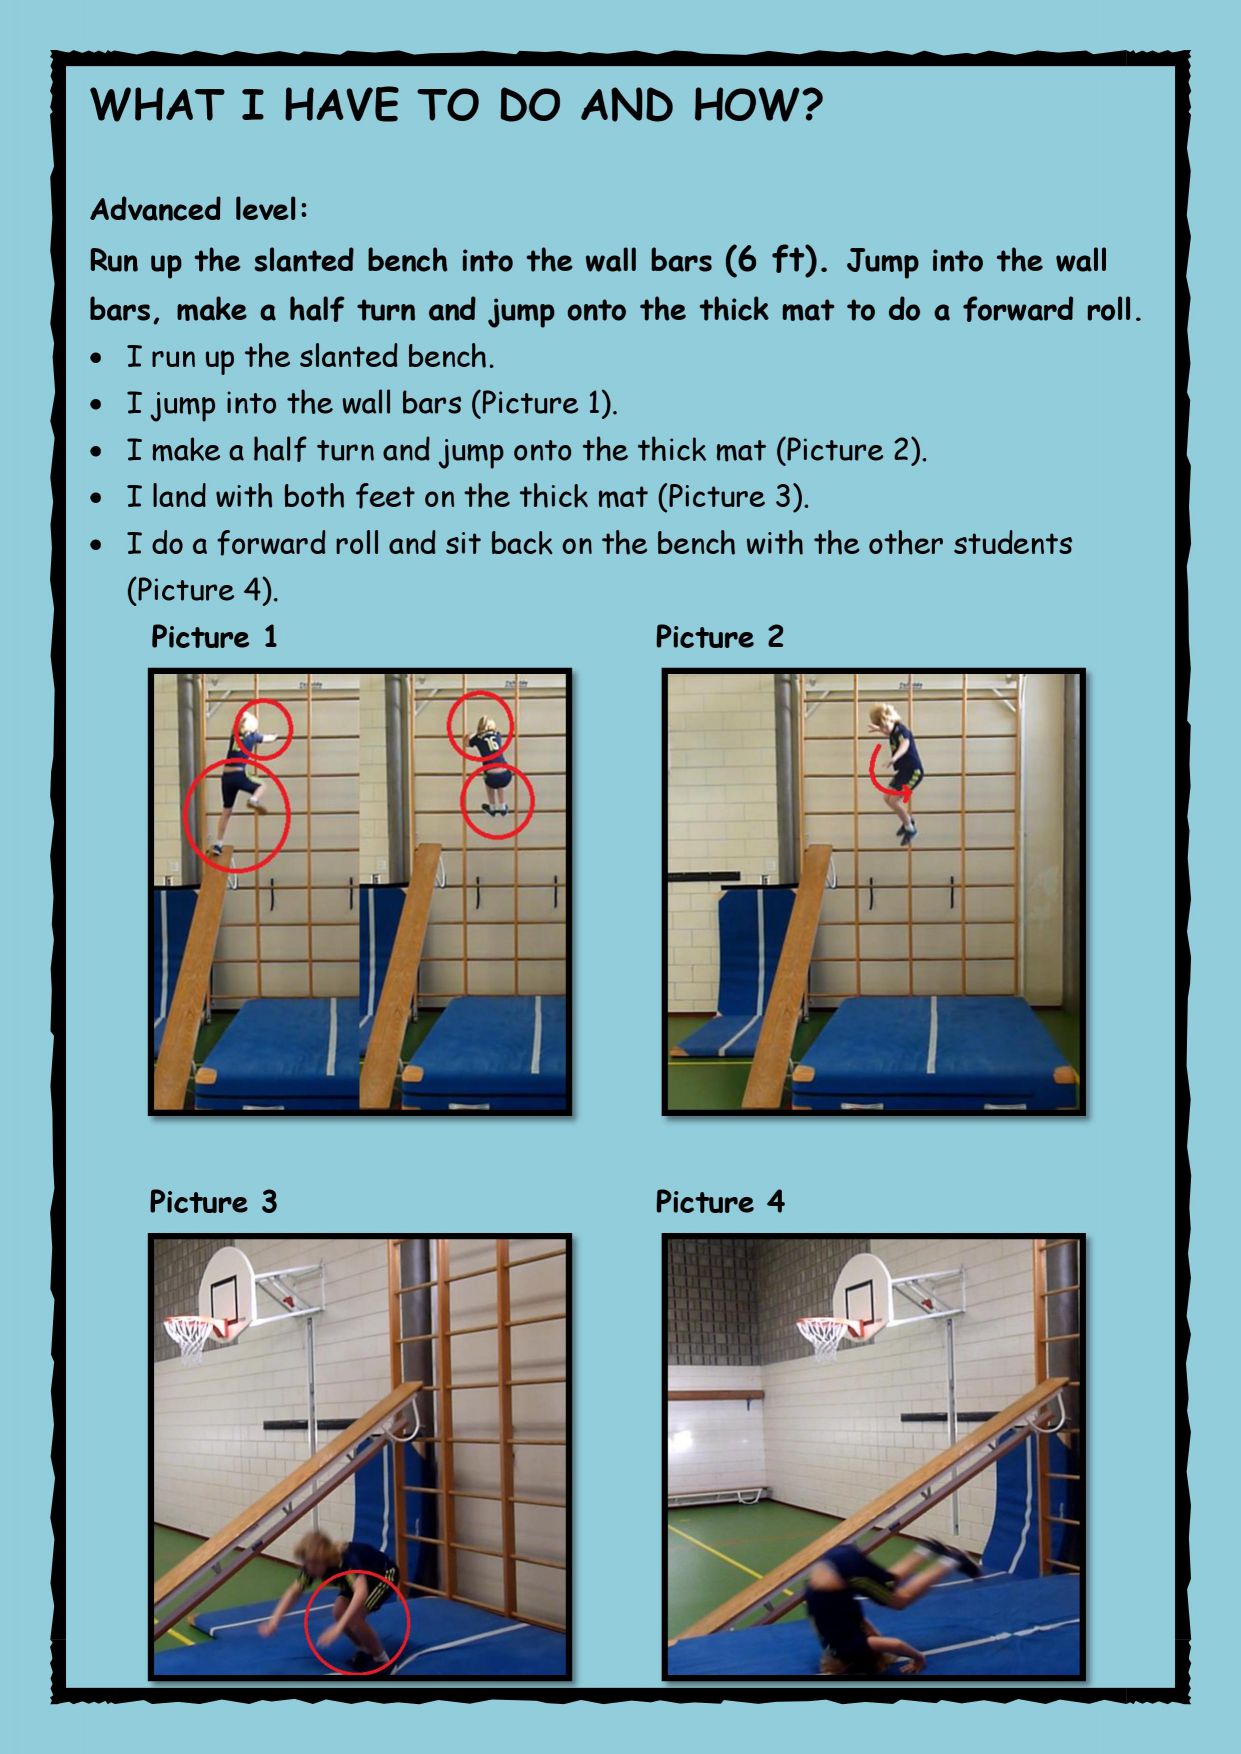 WHAT I HAVE TO DO AND HOW?
Advanced level:
Run up the slanted bench into the wall bars (6 ft). Jump into the wall
bars, make a half turn and jump onto the thick mat to do a forward roll.
• I run up the slanted bench.
• I jump into the wall bars (Picture 1).
• I make a half turn and jump onto the thick mat (Picture 2).
• I land with both feet on the thick mat (Picture 3).
• I do a forward roll and sit back on the bench with the other students
(Picture 4).
Picture 1
Picture 2
16
Picture 3
Picture 4